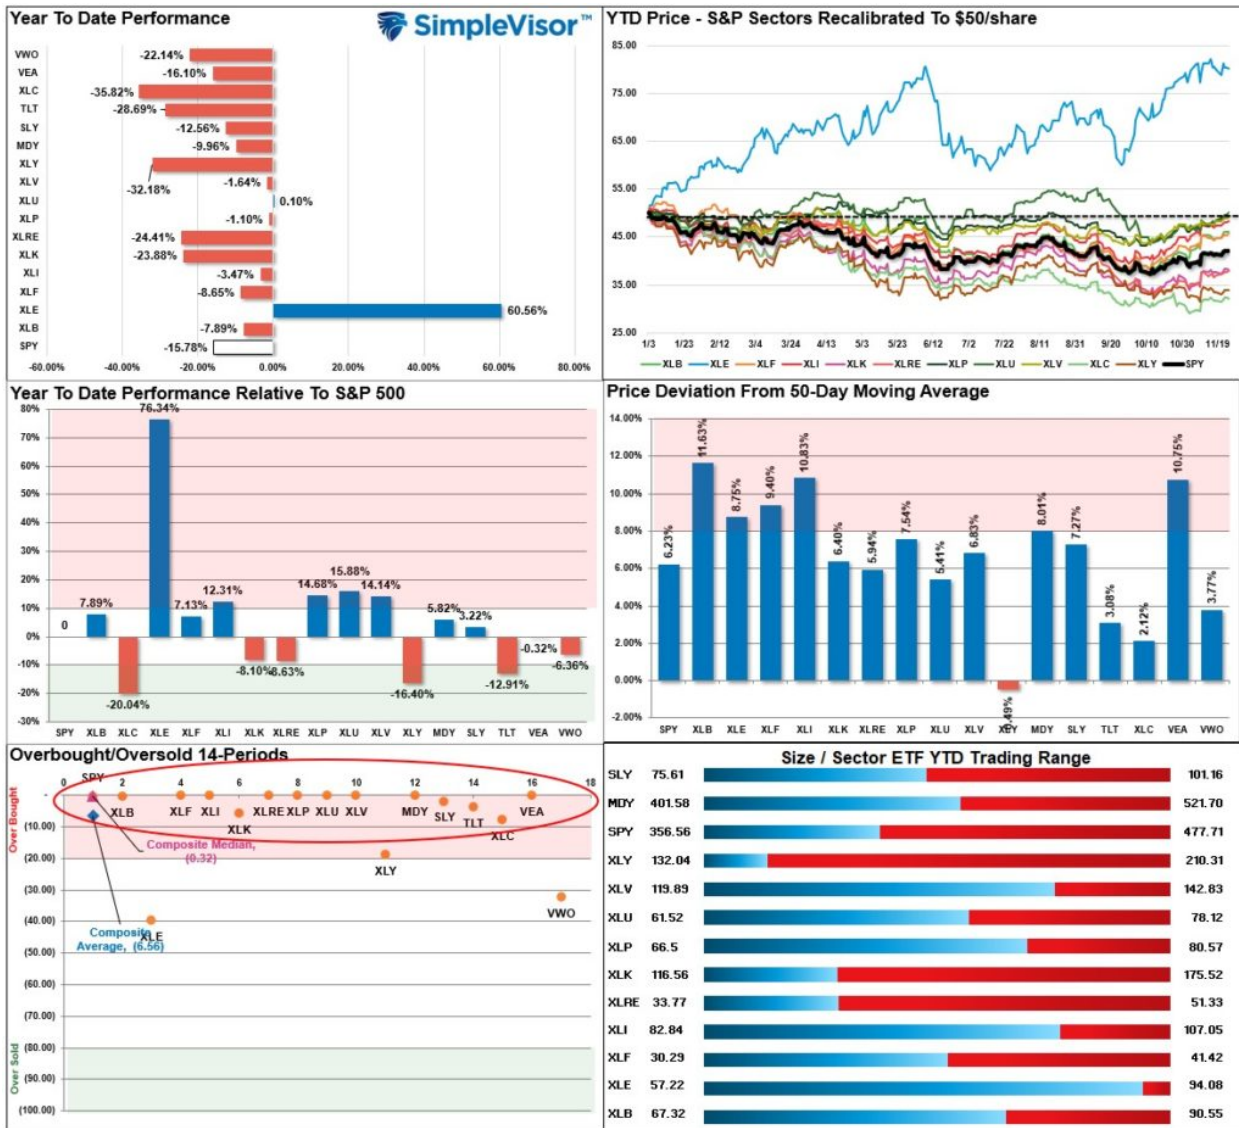 Year To Date Performance
SimpleVisor
VWO -22.14%
VEA -16.10%
XLC -35.82%
TLT -28.69%
SLY -12.56%
MDY -9.96%
XLY -32.18%
XLV -1.64%
XLU 0.10%
XLP -1.10%
XLRE -24.41%
XLK -23.88%
XLI -3.47%
XLF -8.65%
XLE 60.56%
XLB -7.89%
SPY -15.78%
-60.00% -40.00% -20.00% 0.00% 20.00% 40.00% 60.00% 80.00%
YTD Price - S&P Sectors Recalibrated To $50/share
85.00
75.00
65.00
55.00
45.00
35.00
25.00
1/3 1/23 2/12 3/4 3/24 4/13 5/3 5/23 6/12 7/2 7/22 8/11 8/31 9/20 10/10 10/30 11/19
XLB XLE XLF XLI XLK XLRE XLP XLU XLV XLC XLY SPY
Year To Date Performance Relative To S&P 500
80%
70%
60%
50%
40%
30%
20%
10%
0%
-10%
-20%
-30%
0 7.89% -20.04% 76.34% 7.13% 12.31% -8.10% -8.63% 14.68% 15.88% 14.14% -16.40% 5.82% 3.22% -12.91% -0.32% -6.36%
SPY XLB XLC XLE XLF XLI XLK XLRE XLP XLU XLV XLY MDY SLY TLT VEA VWO
Price Deviation From 50-Day Moving Average
14.00%
12.00%
10.00%
8.00%
6.00%
4.00%
2.00%
0.00%
-2.00%
6.23% 11.63% 8.75% 9.40% 10.83% 6.40% 5.94% 7.54% 5.41% 6.83% 8.01% 7.27% 3.08% 2.12% 10.75% 3.77%
SPY XLB XLE XLF XLI XLK XLRE XLP XLU XLV XLY MDY SLY TLT XLC VEA VWO
Overbought/Oversold 14-Periods
0 2 4 6 8 10 12 14 16 18
Over Bought
Over Sold
-
(10.00)
(20.00)
(30.00)
(40.00)
(50.00)
(60.00)
(70.00)
(80.00)
(90.00)
(100.00)
SPY
XLB XLF XLI XLK XLRE XLP XLU XLV MDY SLY TLT XLC VEA
Composite Median,
(0.32)
XLY
VWO
XLE
Composite
Average, (6.56)
Size / Sector ETF YTD Trading Range
SLY 75.61 101.16
MDY 401.58 521.70
SPY 356.56 477.71
XLY 132.04 210.31
XLV 119.89 142.83
XLU 61.52 78.12
XLP 66.5 80.57
XLK 116.56 175.52
XLRE 33.77 51.33
XLI 82.84 107.05
XLF 30.29 41.42
XLE 57.22 94.08
XLB 67.32 90.55